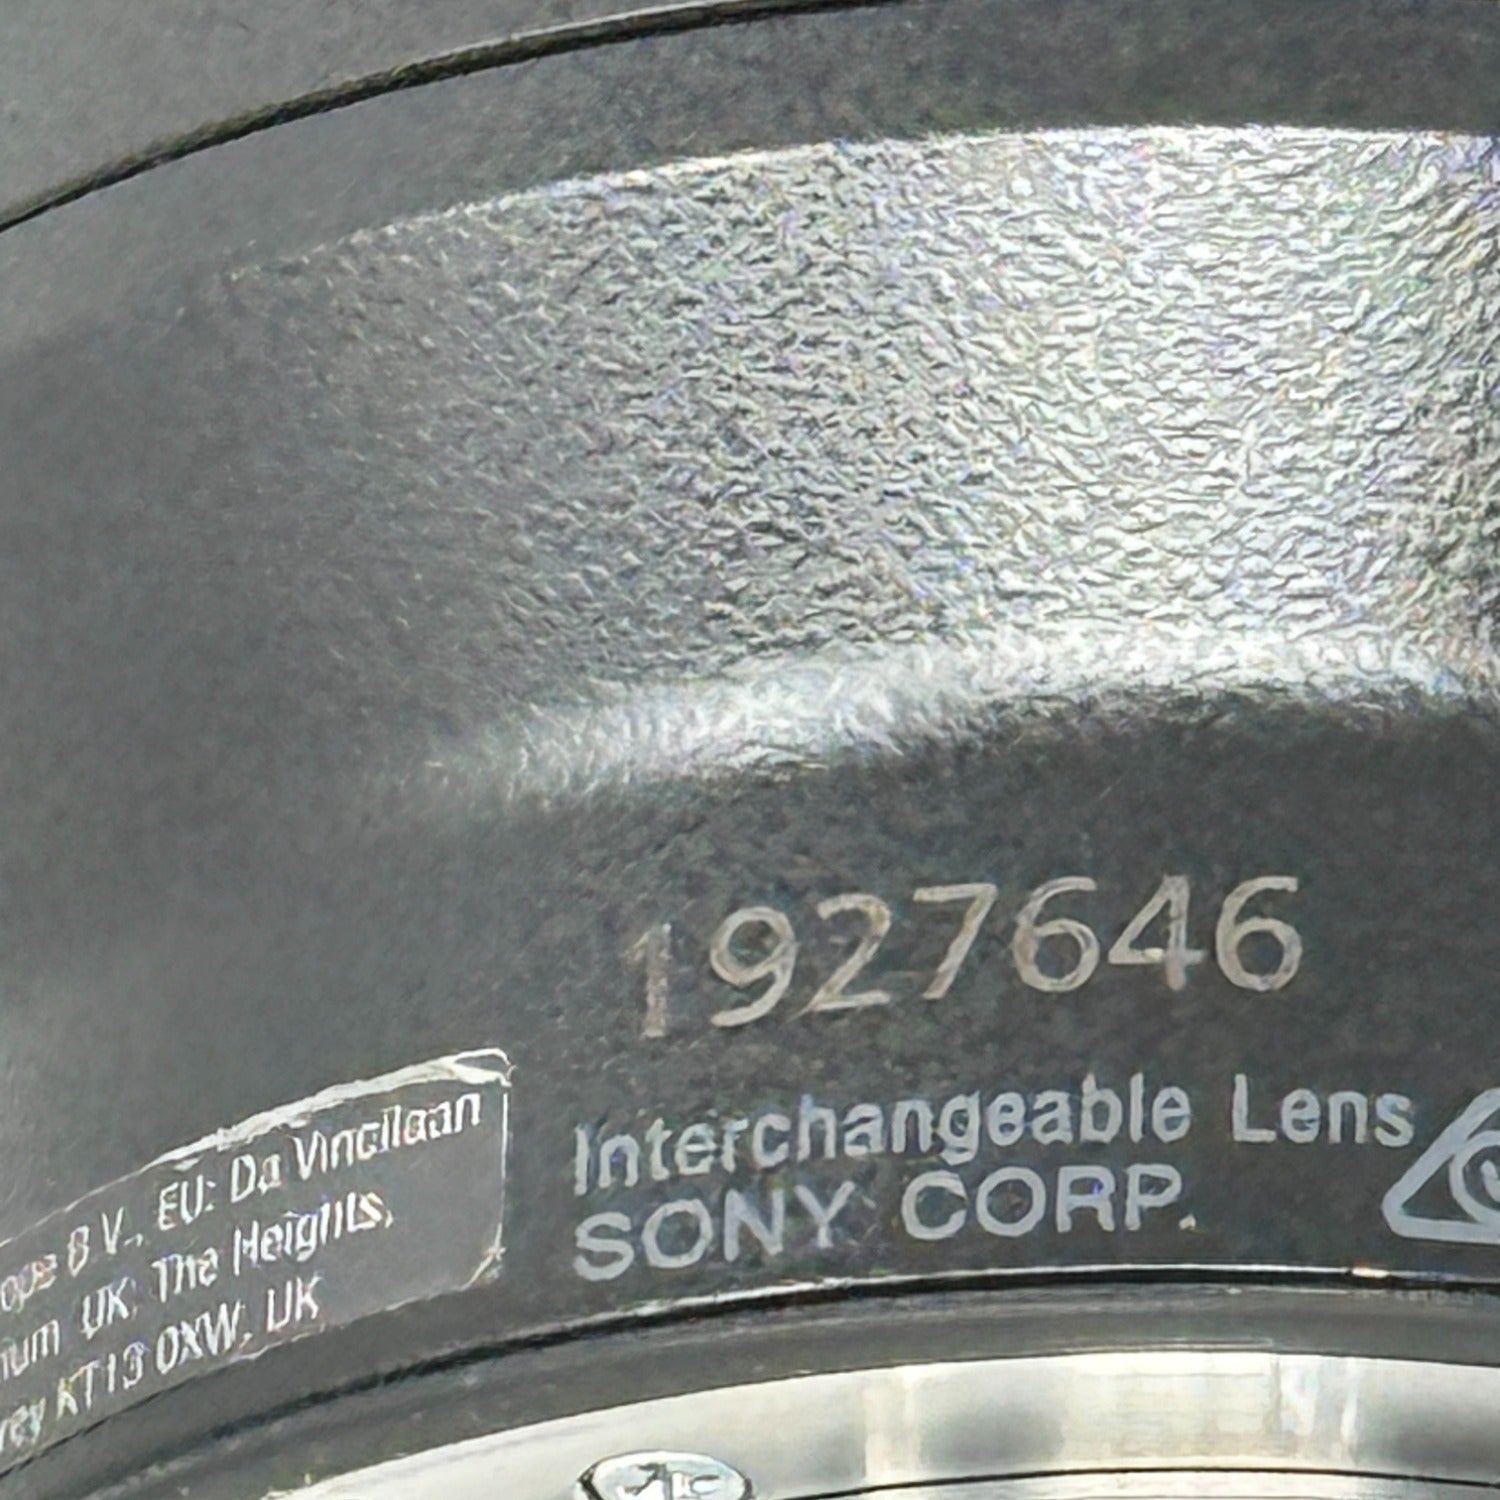 1927646
Interchangeable Lens
SONY CORP.
B.V., EU: Da Vincilaan
UK: The Heights,
KT13 0XW, UK